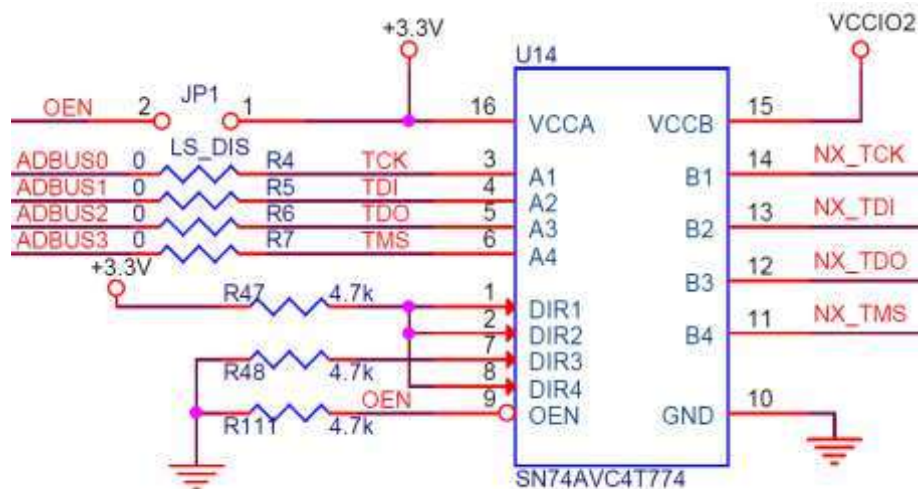 +3.3V
VCCIO2
U14
OEN 2 JP1 1 16 VCCA VCCB 15
LS_DIS
ADBUS0 0 R4 TCK 3 A1 B1 14 NX_TCK
ADBUS1 0 R5 TDI 4 A2 B2 13 NX_TDI
ADBUS2 0 R6 TDO 5 A3 B3 12 NX_TDO
ADBUS3 0 R7 TMS 6 A4 B4 11 NX_TMS
+3.3V
R47 4.7k 1 DIR1
2 DIR2
R48 4.7k 7 DIR3
8 DIR4
R111 4.7k OEN 9 OEN GND 10
SN74AVC4T774